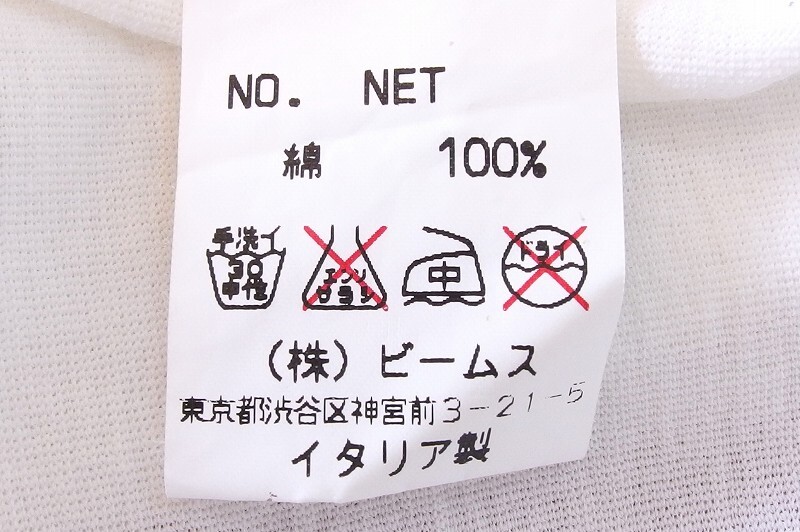 NO. NET
綿 100%
手洗イ 30 中性
エンソ サラシ
中
ドライ
(株)ビームス
東京都渋谷区神宮前3-21-5
イタリア製